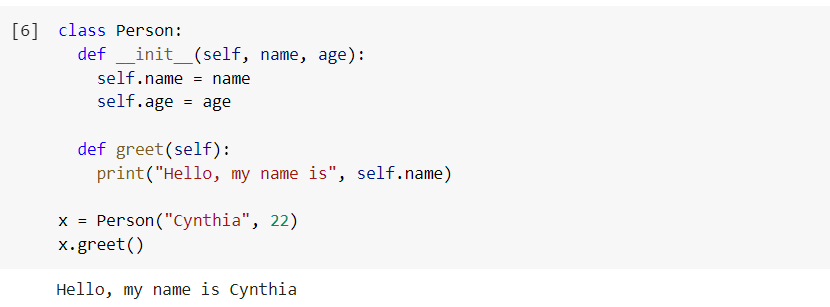 [6] class Person:
  def __init__(self, name, age):
    self.name = name
    self.age = age

  def greet(self):
    print("Hello, my name is", self.name)

x = Person("Cynthia", 22)
x.greet()

Hello, my name is Cynthia